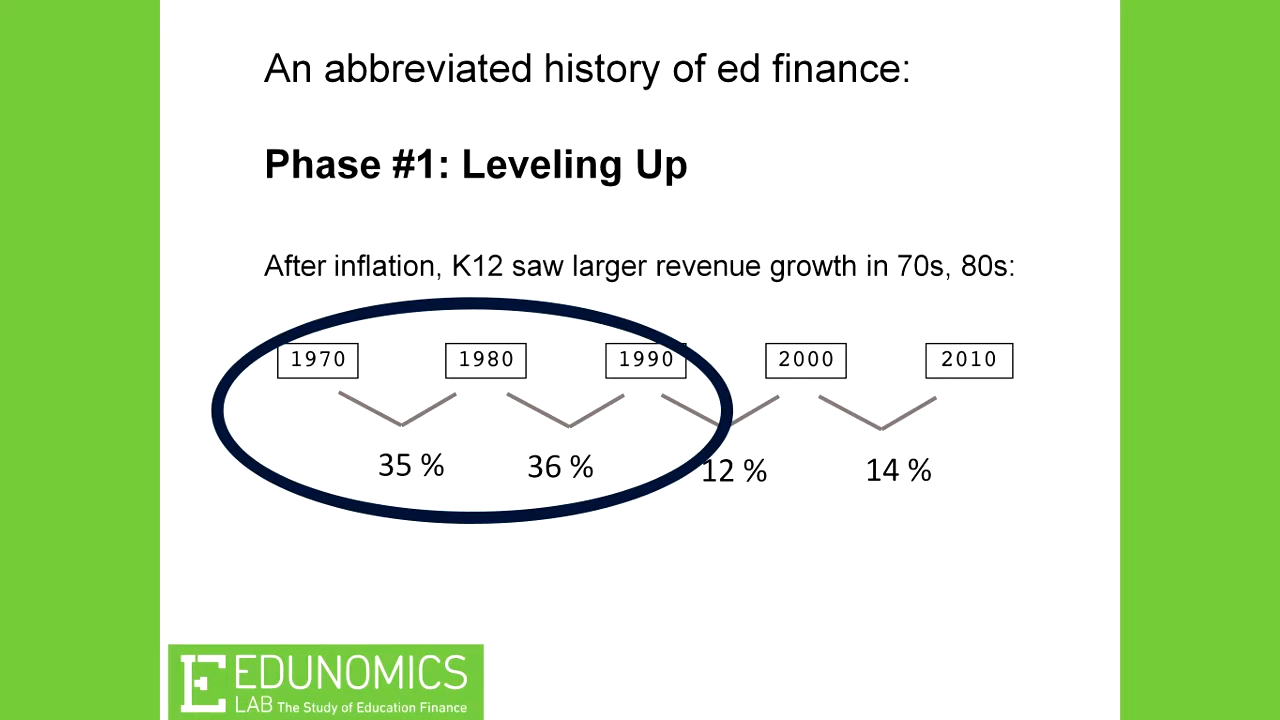 An abbreviated history of ed finance:
Phase #1: Leveling Up
After inflation, K12 saw larger revenue growth in 70s, 80s:
1970 1980 1990 2000 2010
35 % 36 % 12 % 14 %
E EDUNOMICS
LAB The Study of Education Finance